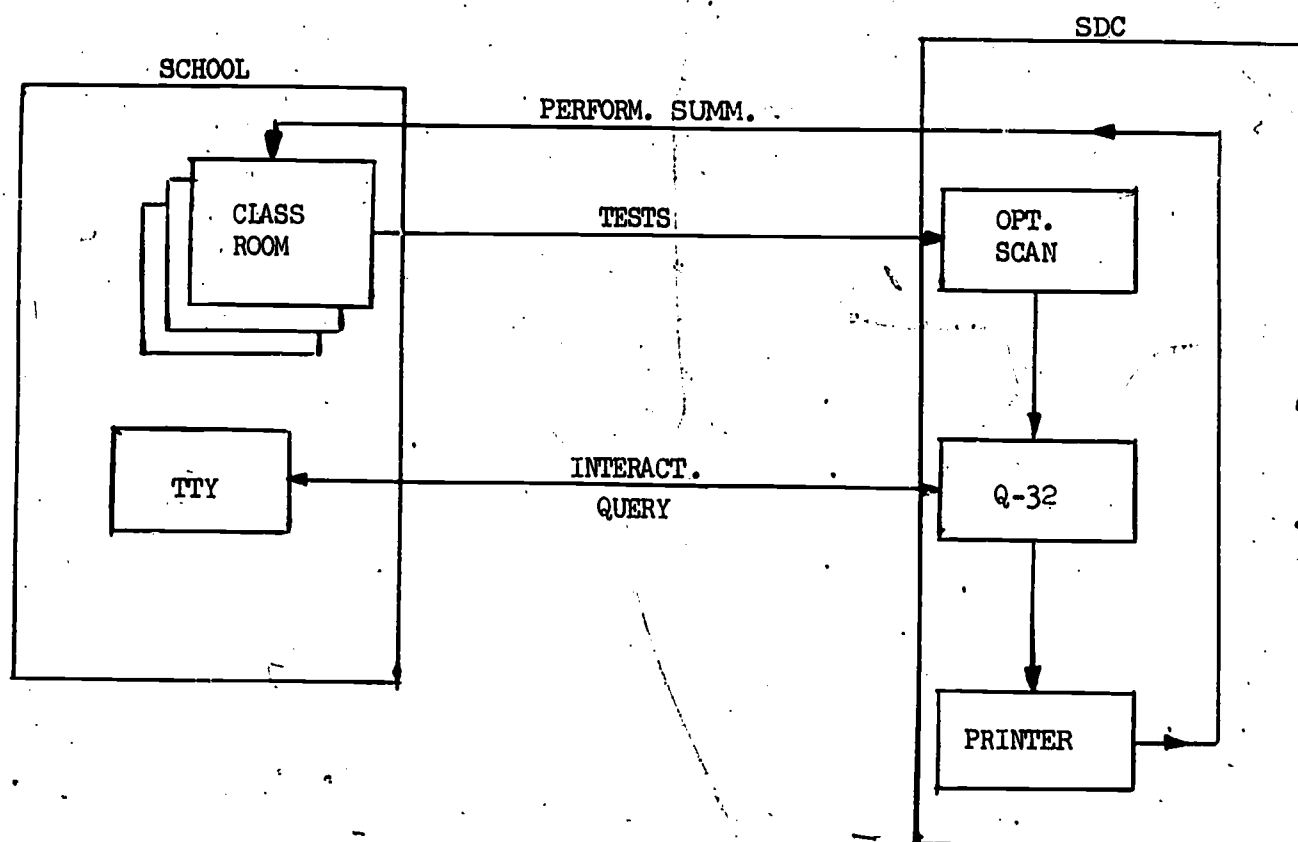 SDC
SCHOOL
PERFORM. SUMM.
CLASS
ROOM
TESTS
OPT.
SCAN
TTY
INTERACT.
QUERY
Q-32
PRINTER